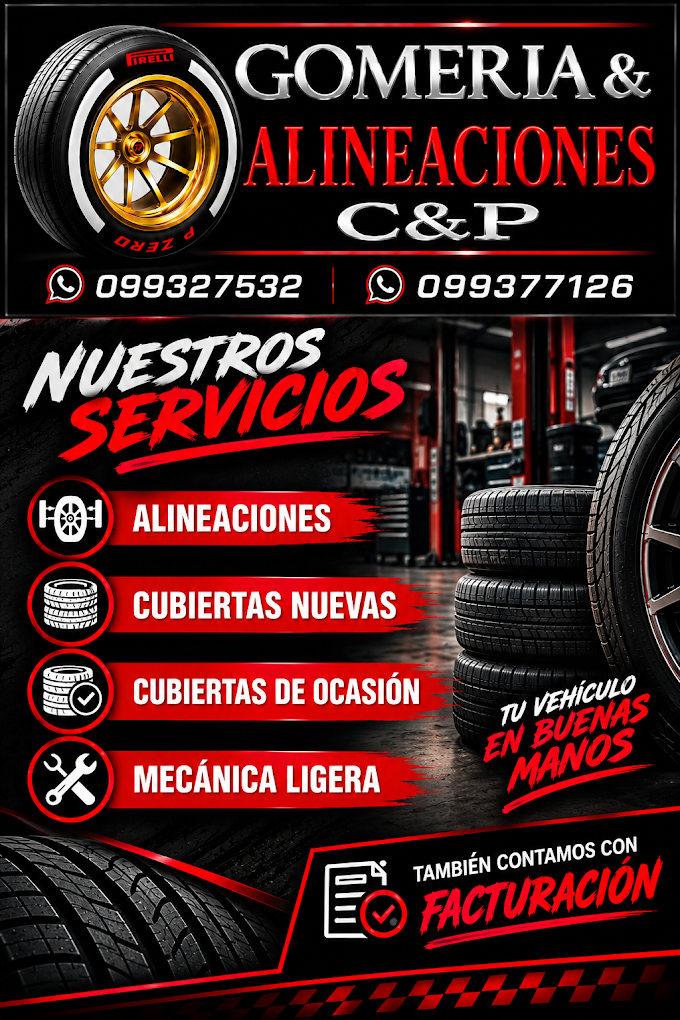 PIRELLI
P ZERO
GOMERIA &
ALINEACIONES
C&P
099327532
099377126
NUESTROS
SERVICIOS
ALINEACIONES
CUBIERTAS NUEVAS
CUBIERTAS DE OCASIÓN
MECÁNICA LIGERA
TU VEHÍCULO
EN BUENAS
MANOS
TAMBIÉN CONTAMOS CON
FACTURACIÓN